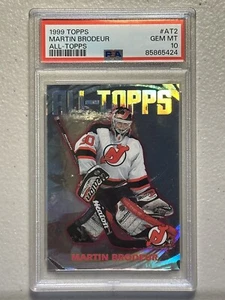 1999 TOPPS #AT2
MARTIN BRODEUR GEM MT
ALL-TOPPS 10
PSA 85865424
ALL-TOPPS
MARTIN BRODEUR